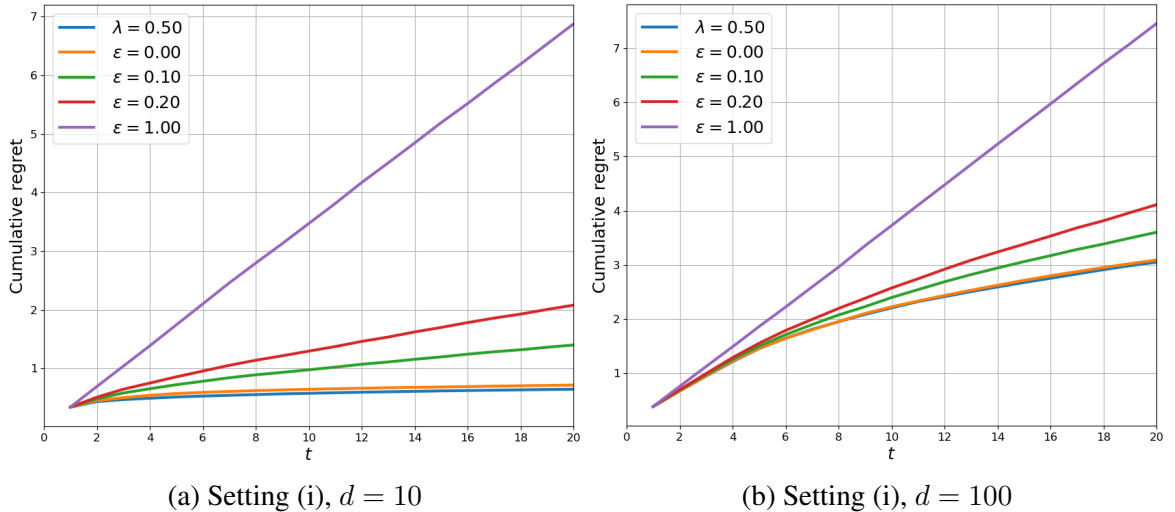 λ = 0.50
ε = 0.00
ε = 0.10
ε = 0.20
ε = 1.00
Cumulative regret
7
6
5
4
3
2
1
0 2 4 6 8 10 12 14 16 18 20
t
(a) Setting (i), d = 10
λ = 0.50
ε = 0.00
ε = 0.10
ε = 0.20
ε = 1.00
Cumulative regret
7
6
5
4
3
2
1
0 2 4 6 8 10 12 14 16 18 20
t
(b) Setting (i), d = 100